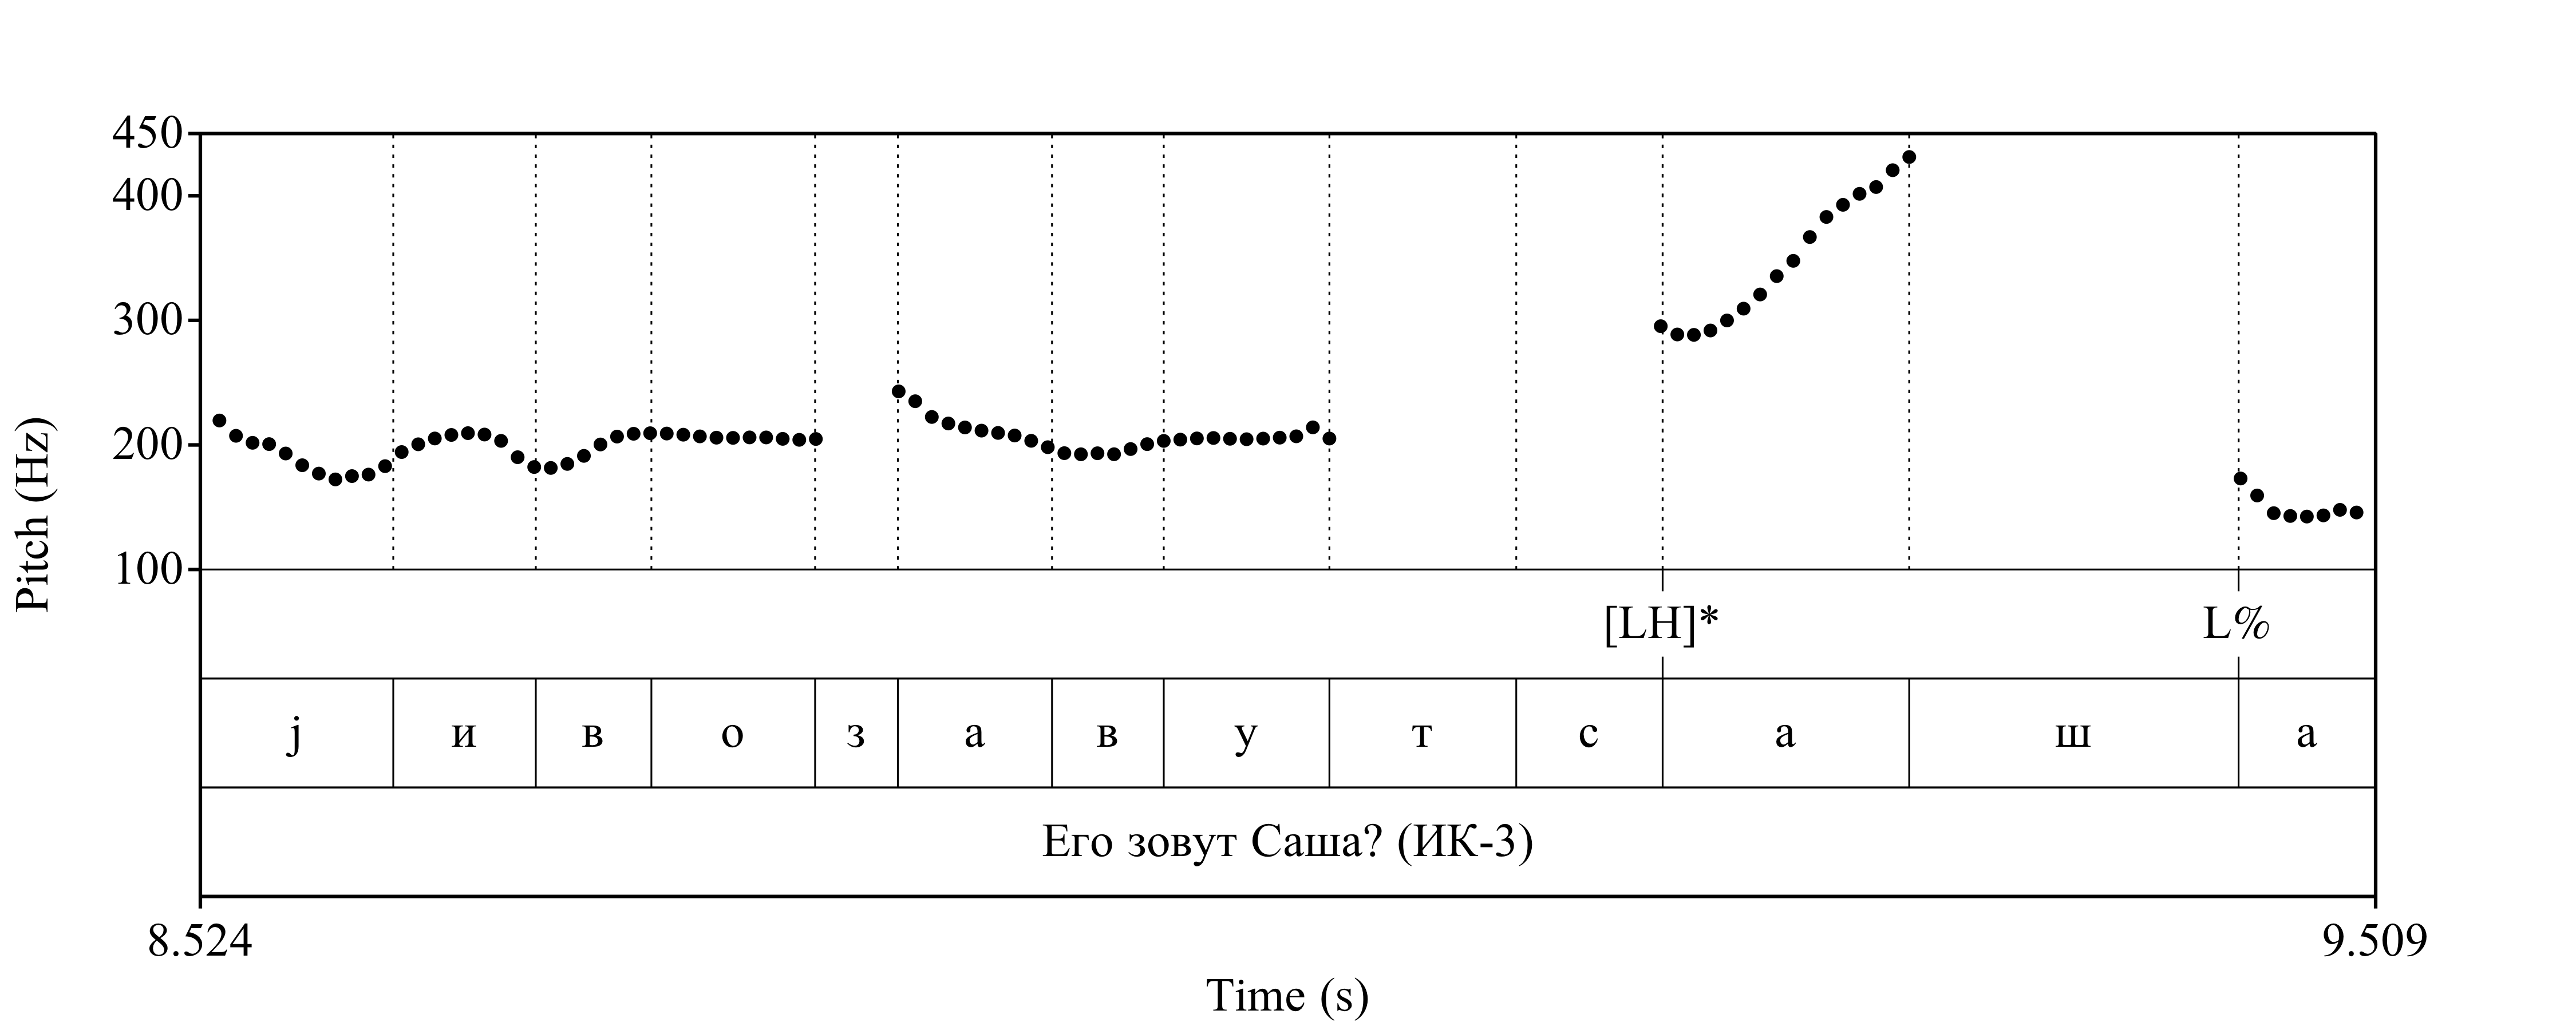 450
400
300
200
100
Pitch (Hz)
[LH]* L%
ј и в о з а в у т с а ш а
Его зовут Саша? (ИК-3)
8.524 9.509
Time (s)